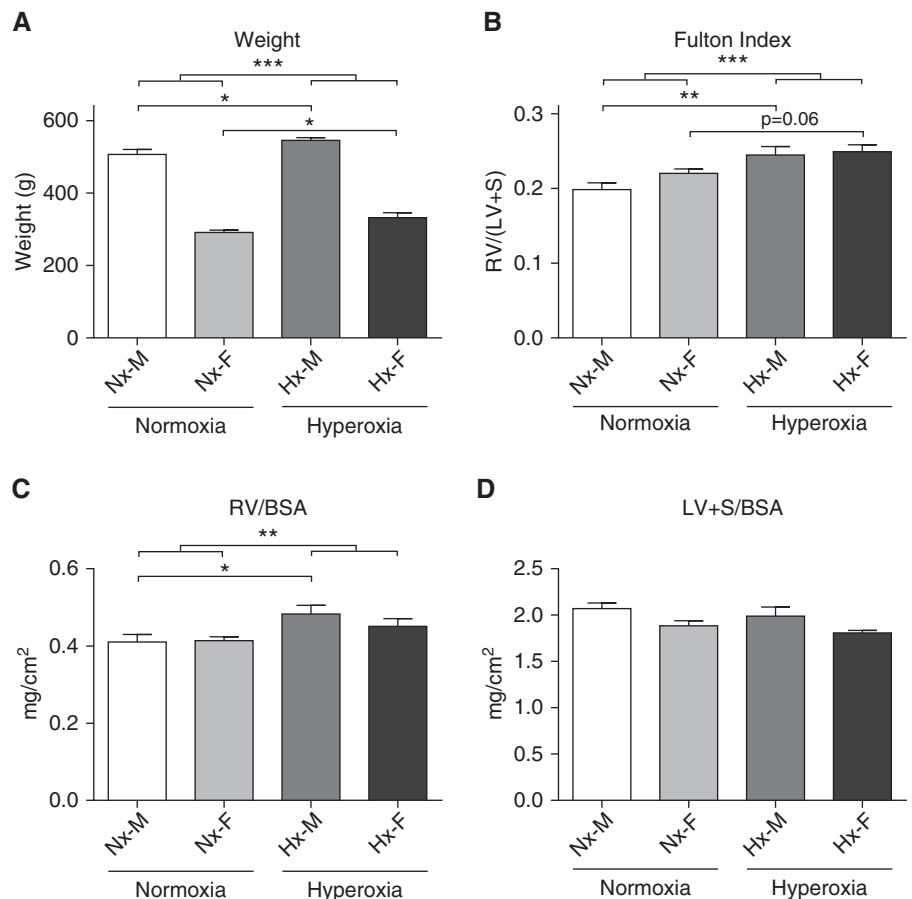 A
Weight
***
*
*
Weight (g)
600
400
200
0
Nx-M
Nx-F
Hx-M
Hx-F
Normoxia
Hyperoxia
B
Fulton Index
***
**
p=0.06
RV/(LV+S)
0.3
0.2
0.1
0.0
Nx-M
Nx-F
Hx-M
Hx-F
Normoxia
Hyperoxia
C
RV/BSA
**
*
mg/cm²
0.6
0.4
0.2
0.0
Nx-M
Nx-F
Hx-M
Hx-F
Normoxia
Hyperoxia
D
LV+S/BSA
mg/cm²
2.5
2.0
1.5
1.0
0.5
0.0
Nx-M
Nx-F
Hx-M
Hx-F
Normoxia
Hyperoxia